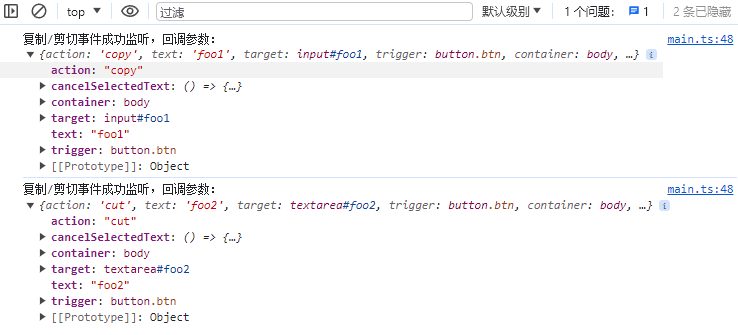 top 过滤 默认级别 1 个问题: 1 2 条已隐藏
复制/剪切事件成功监听，回调参数: main.ts:48
{action: 'copy', text: 'foo1', target: input#foo1, trigger: button.btn, container: body, …}
action: "copy"
cancelSelectedText: () => {…}
container: body
target: input#foo1
text: "foo1"
trigger: button.btn
[[Prototype]]: Object
复制/剪切事件成功监听，回调参数: main.ts:48
{action: 'cut', text: 'foo2', target: textarea#foo2, trigger: button.btn, container: body, …}
action: "cut"
cancelSelectedText: () => {…}
container: body
target: textarea#foo2
text: "foo2"
trigger: button.btn
[[Prototype]]: Object